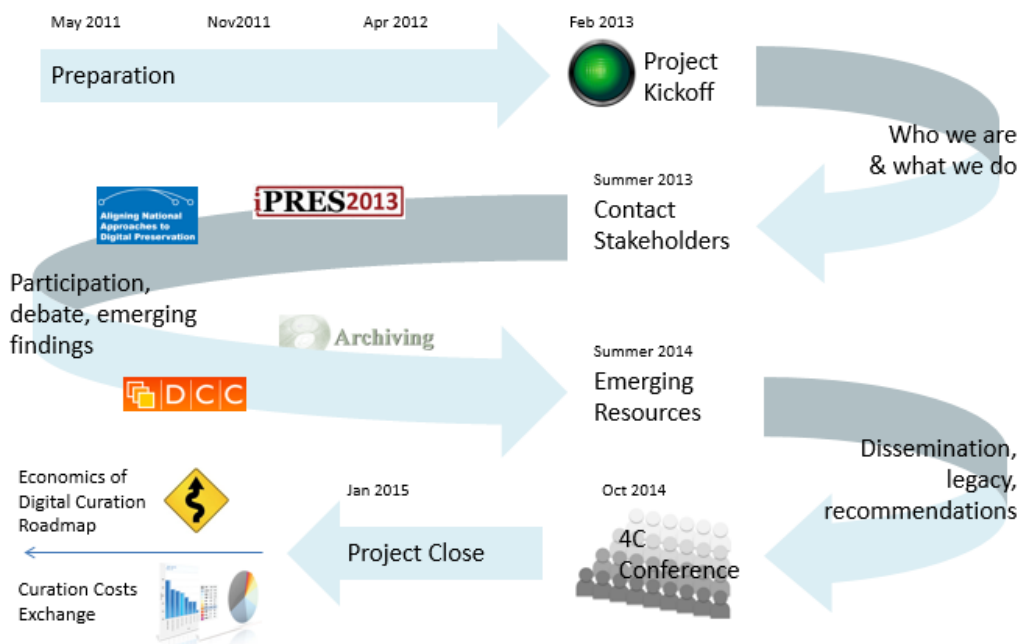 May 2011
Nov2011
Apr 2012
Feb 2013
Preparation
Project
Kickoff
Who we are
& what we do
Summer 2013
Contact
Stakeholders
iPRES2013
Aligning National
Approaches to
Digital Preservation
Participation,
debate, emerging
findings
Archiving
DCC
Summer 2014
Emerging
Resources
Dissemination,
legacy,
recommendations
Oct 2014
4C
Conference
Jan 2015
Project Close
Economics of
Digital Curation
Roadmap
Curation Costs
Exchange